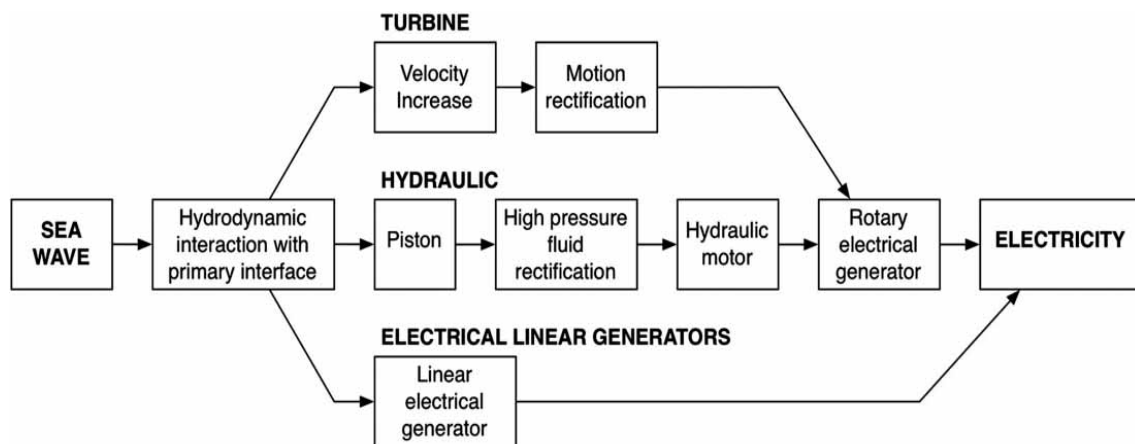 TURBINE
Velocity
Increase
Motion
rectification
HYDRAULIC
SEA
WAVE
Hydrodynamic
interaction with
primary interface
Piston
High pressure
fluid
rectification
Hydraulic
motor
Rotary
electrical
generator
ELECTRICITY
ELECTRICAL LINEAR GENERATORS
Linear
electrical
generator